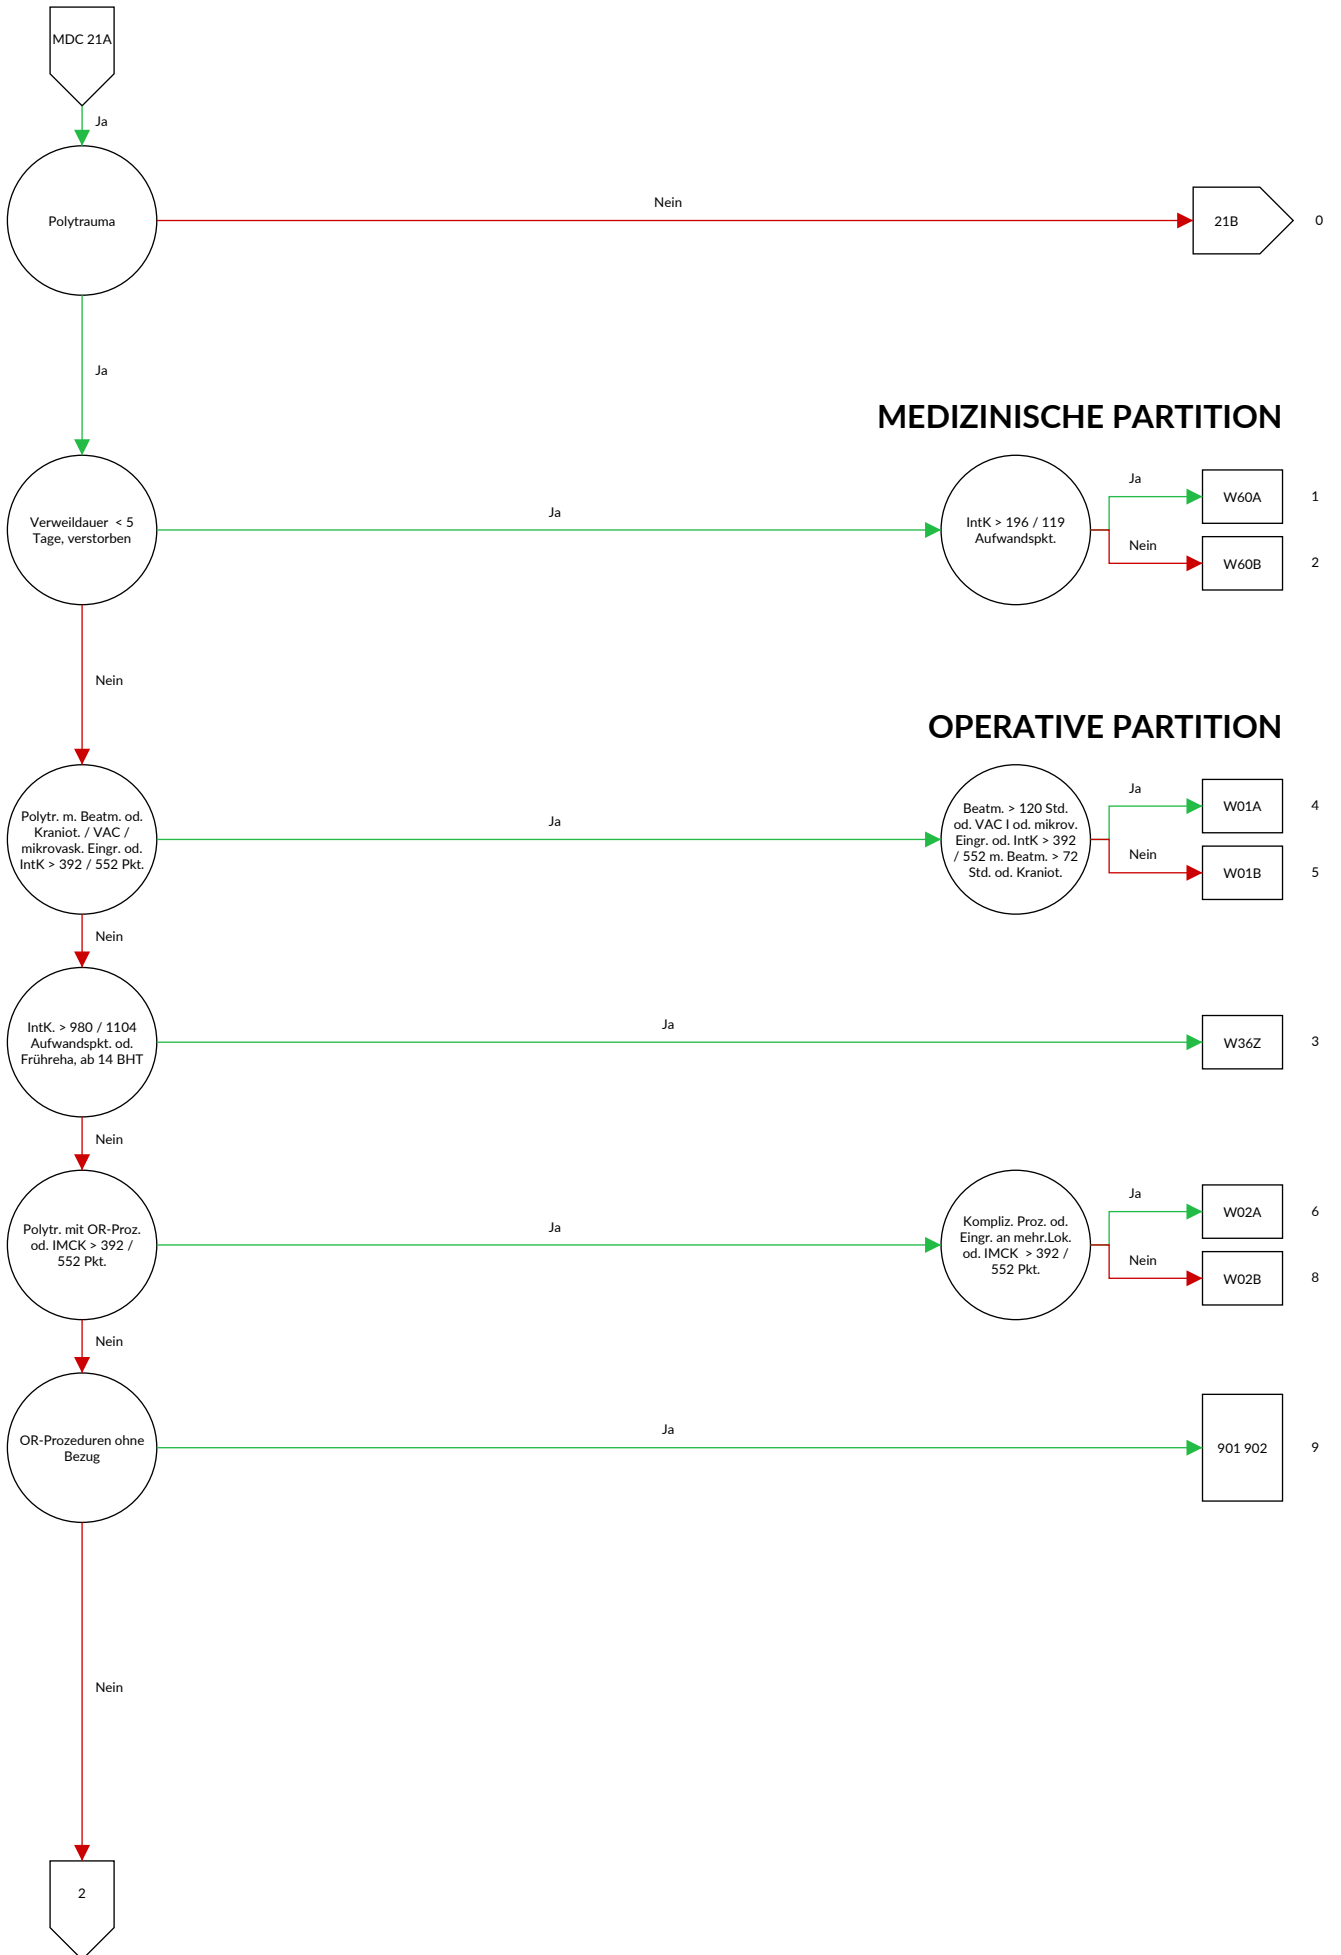 MDC 21A
Ja
Polytrauma
Nein
21B
0
Ja
MEDIZINISCHE PARTITION
Verweildauer < 5
Tage, verstorben
Ja
IntK > 196 / 119
Aufwandspkt.
Ja
W60A
1
Nein
W60B
2
Nein
OPERATIVE PARTITION
Polytr. m. Beatm. od.
Kraniot. / VAC /
mikrovask. Eingr. od.
IntK > 392 / 552 Pkt.
Ja
Beatm. > 120 Std.
od. VAC I od. mikrov.
Eingr. od. IntK > 392
/ 552 m. Beatm. > 72
Std. od. Kraniot.
Ja
W01A
4
Nein
W01B
5
Nein
IntK. > 980 / 1104
Aufwandspkt. od.
Frühreha, ab 14 BHT
Ja
W36Z
3
Nein
Polytr. mit OR-Proz.
od. IMCK > 392 /
552 Pkt.
Ja
Kompliz. Proz. od.
Eingr. an mehr.Lok.
od. IMCK > 392 /
552 Pkt.
Ja
W02A
6
Nein
W02B
8
Nein
OR-Prozeduren ohne
Bezug
Ja
901 902
9
Nein
2